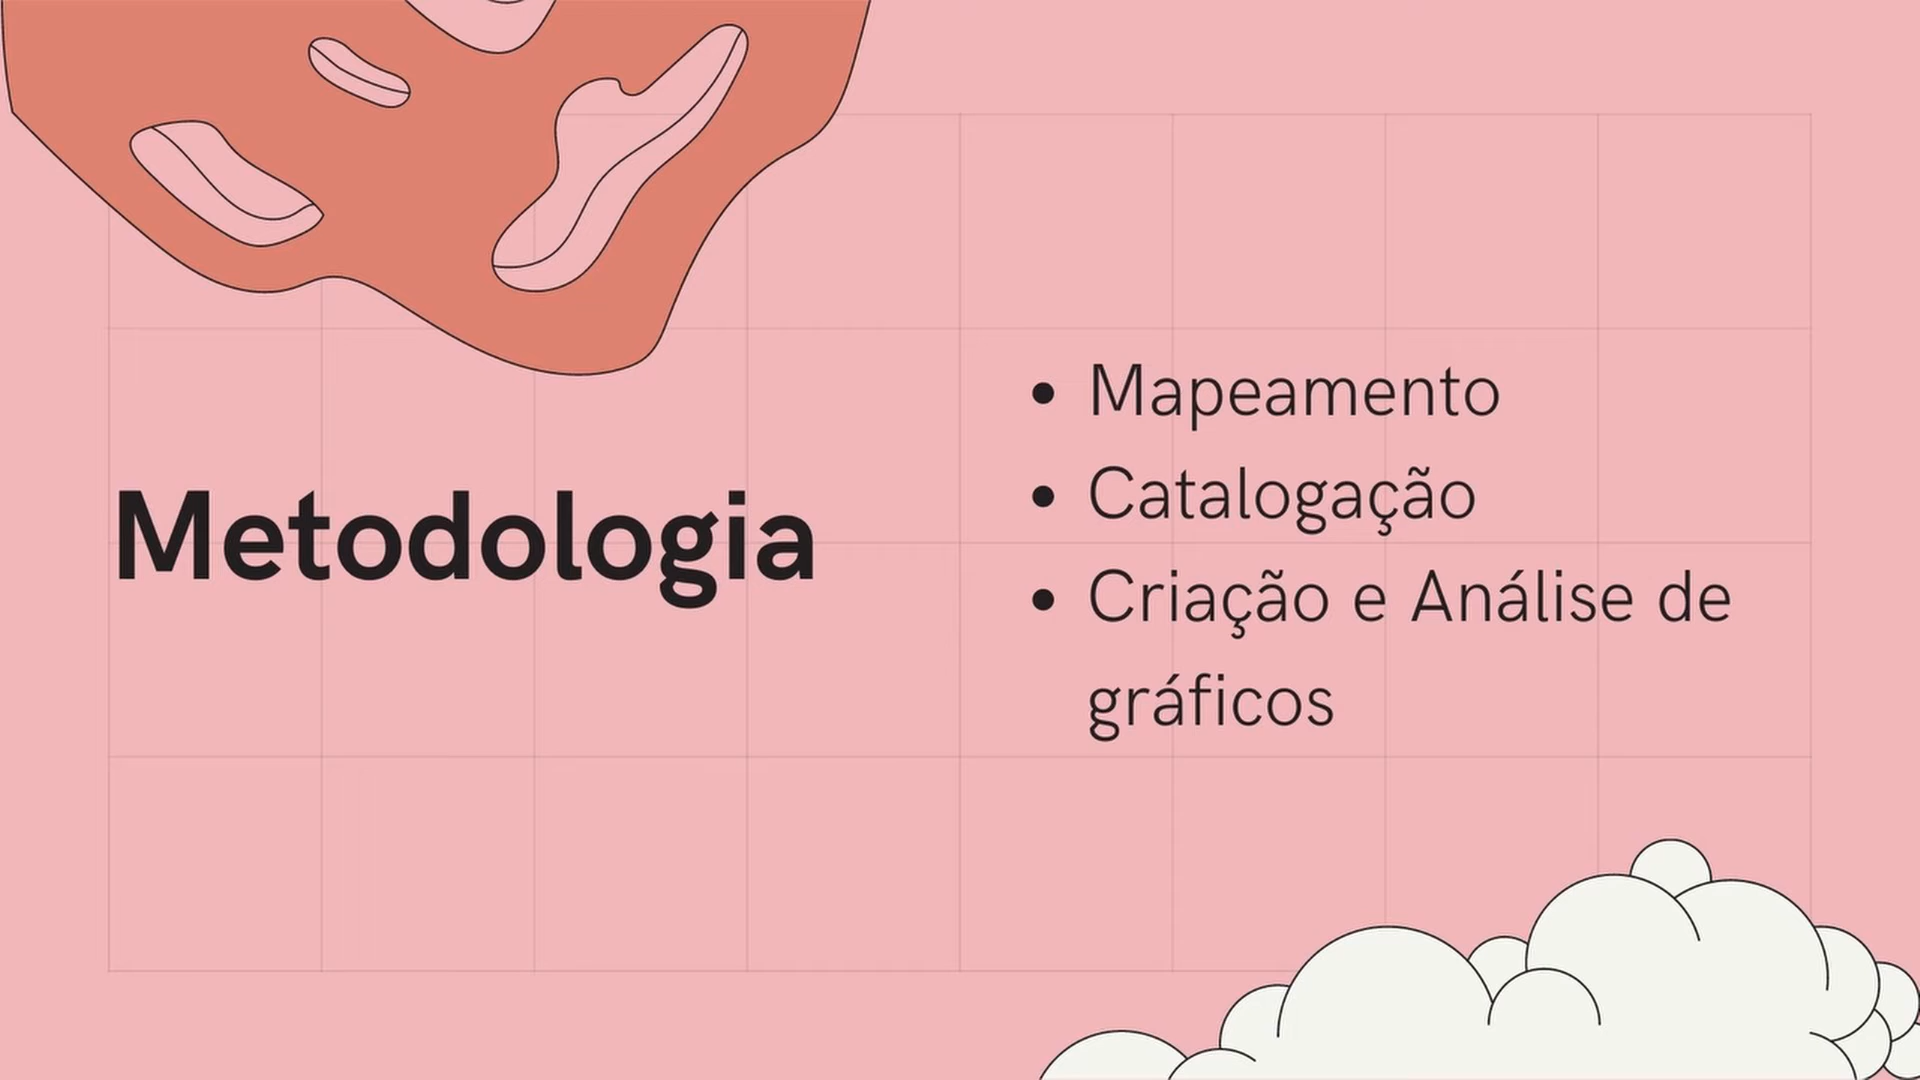 Metodologia
• Mapeamento
• Catalogação
• Criação e Análise de
gráficos